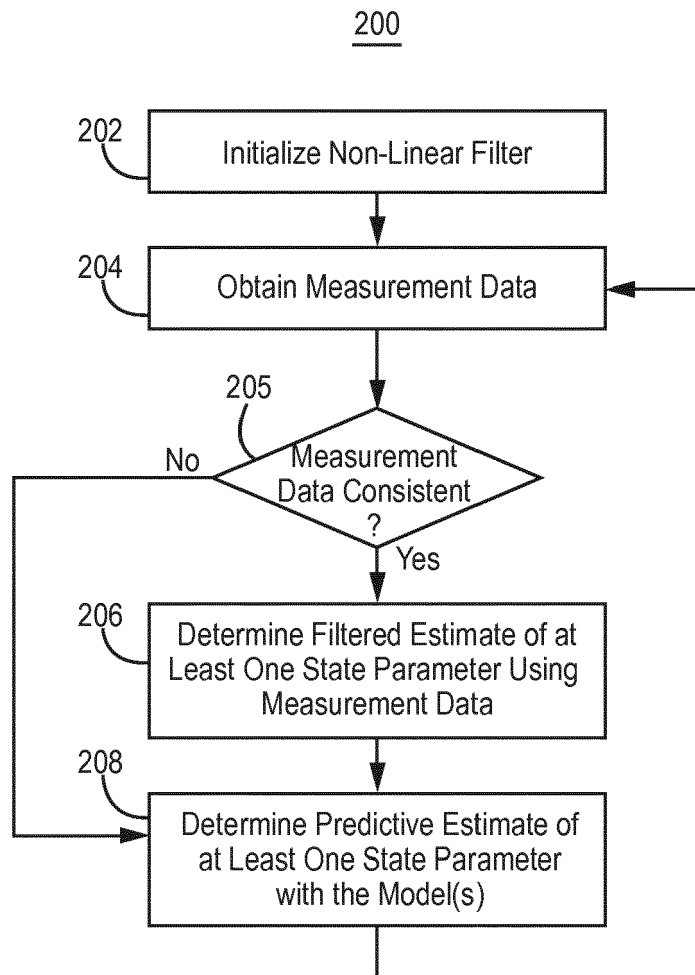 200
202
Initialize Non-Linear Filter
204
Obtain Measurement Data
205
No
Measurement
Data Consistent
?
Yes
206
Determine Filtered Estimate of at
Least One State Parameter Using
Measurement Data
208
Determine Predictive Estimate of
at Least One State Parameter
with the Model(s)